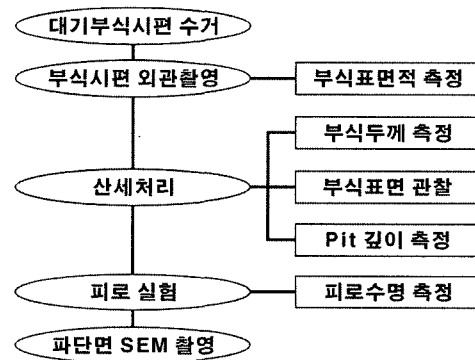 대기부식시편 수거
부식시편 외관촬영
부식표면적 측정
산세처리
부식두께 측정
부식표면 관찰
Pit 깊이 측정
피로 실험
피로수명 측정
파단면 SEM 촬영